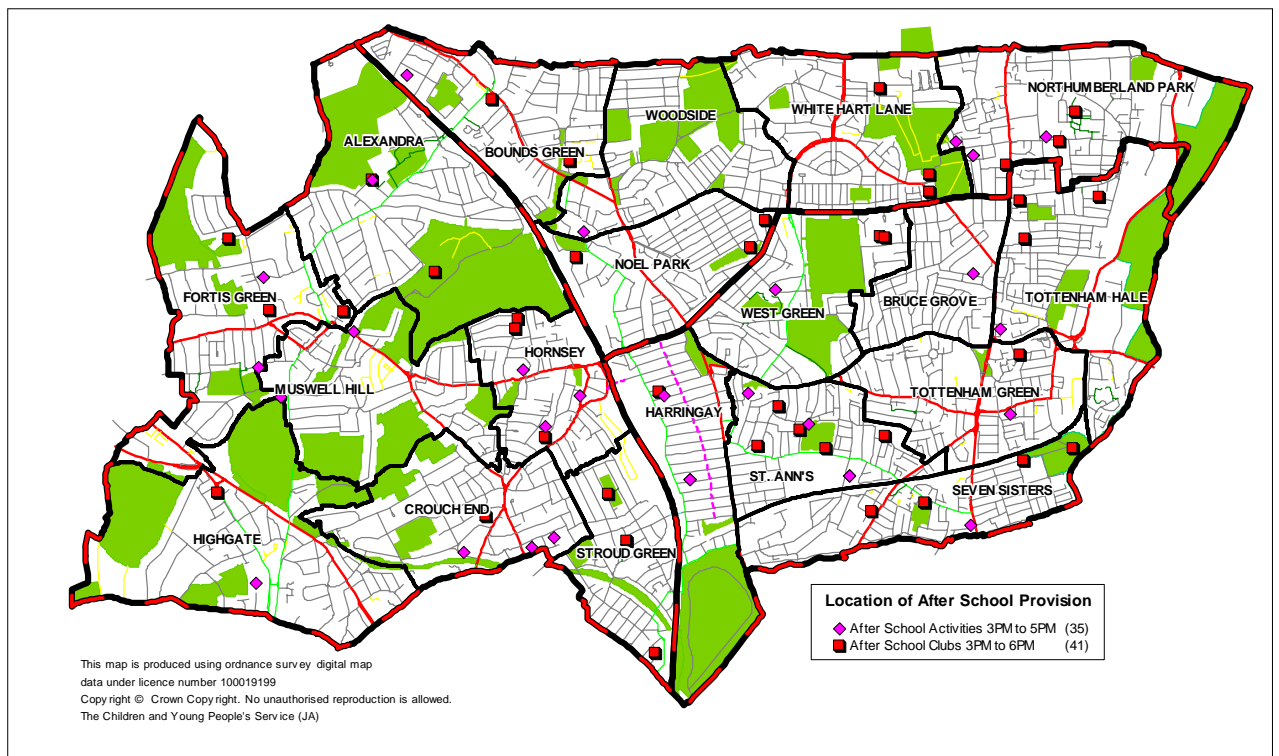 NORTHUMBERLAND PARK
WHITE HART LANE
WOODSIDE
ALEXANDRA
BOUNDS GREEN
NOEL PARK
FORTIS GREEN
BRUCE GROVE
TOTTENHAM HALE
WEST GREEN
HORNSEY
MUSWELL HILL
TOTTENHAM GREEN
HARRINGAY
ST. ANN'S
SEVEN SISTERS
CROUCH END
HIGHGATE
STROUD GREEN
Location of After School Provision
After School Activities 3PM to 5PM (35)
After School Clubs 3PM to 6PM (41)
This map is produced using ordnance survey digital map
data under licence number 100019199
Copyright © Crown Copyright. No unauthorised reproduction is allowed.
The Children and Young People's Service (JA)